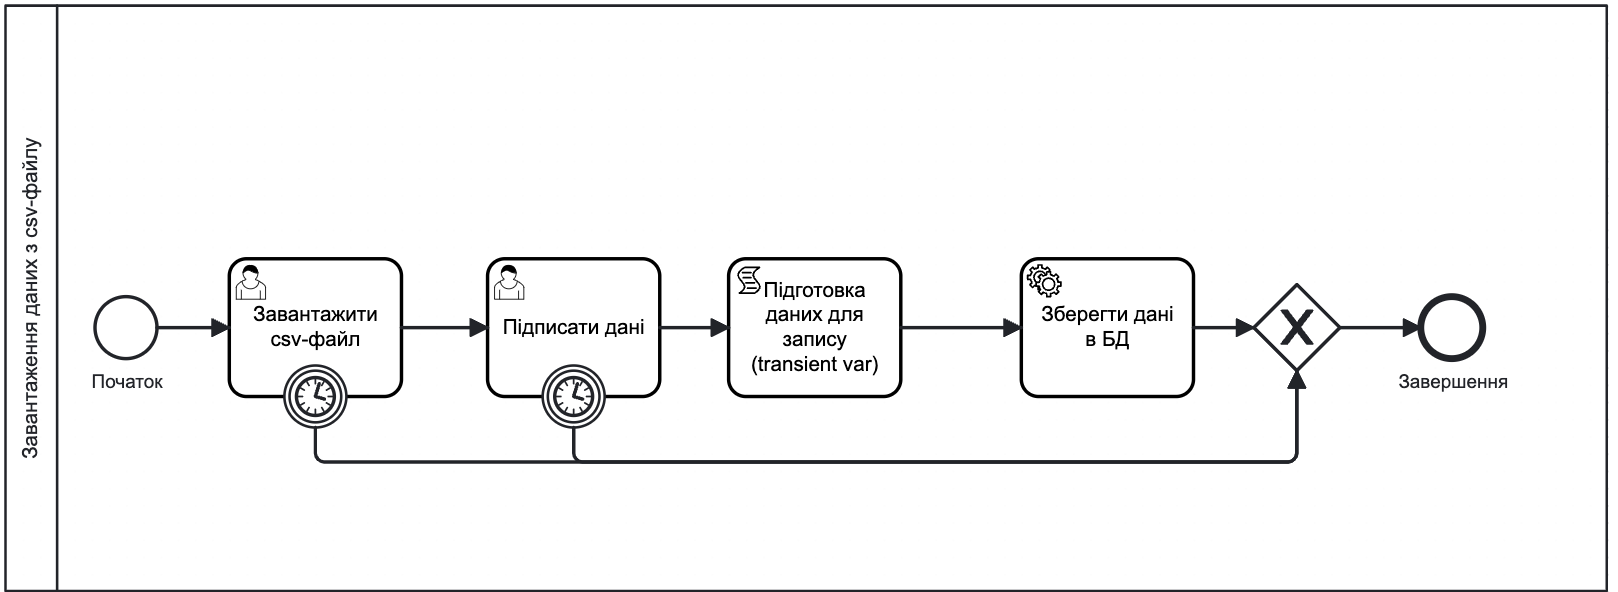 Завантаження даних з csv-файлу
Початок
Завантажити
csv-файл
Підписати дані
Підготовка
даних для
запису
(transient var)
Зберегти дані
в БД
Завершення